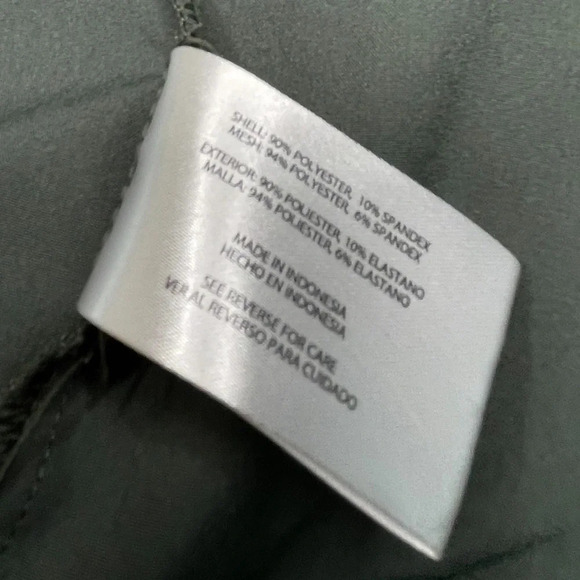 SHELL: 90% POLYESTER, 10% SPANDEX
MESH: 94% POLYESTER, 6% SPANDEX
EXTERIOR: 90% POLIESTER, 10% ELASTANO
MALLA: 94% POLIESTER, 6% ELASTANO
MADE IN INDONESIA
HECHO EN INDONESIA
SEE REVERSE FOR CARE
VER AL REVERSO PARA CUIDADO